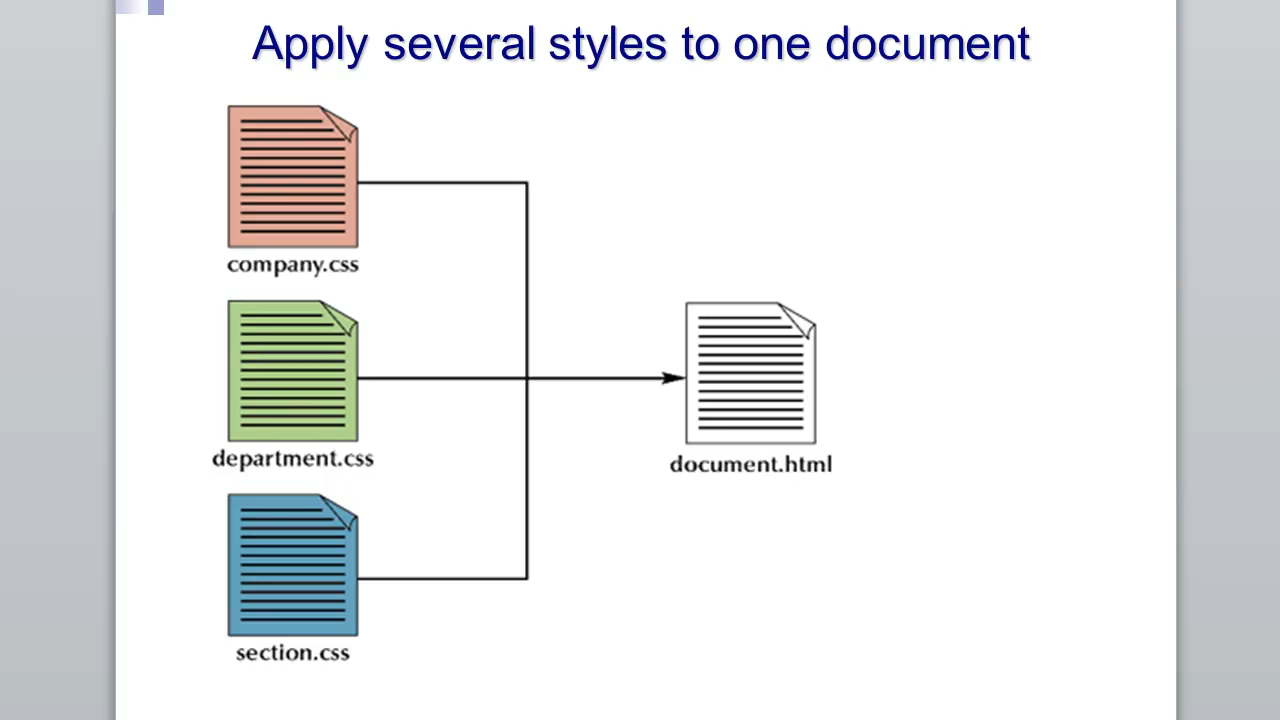 Apply several styles to one document
company.css
department.css
document.html
section.css